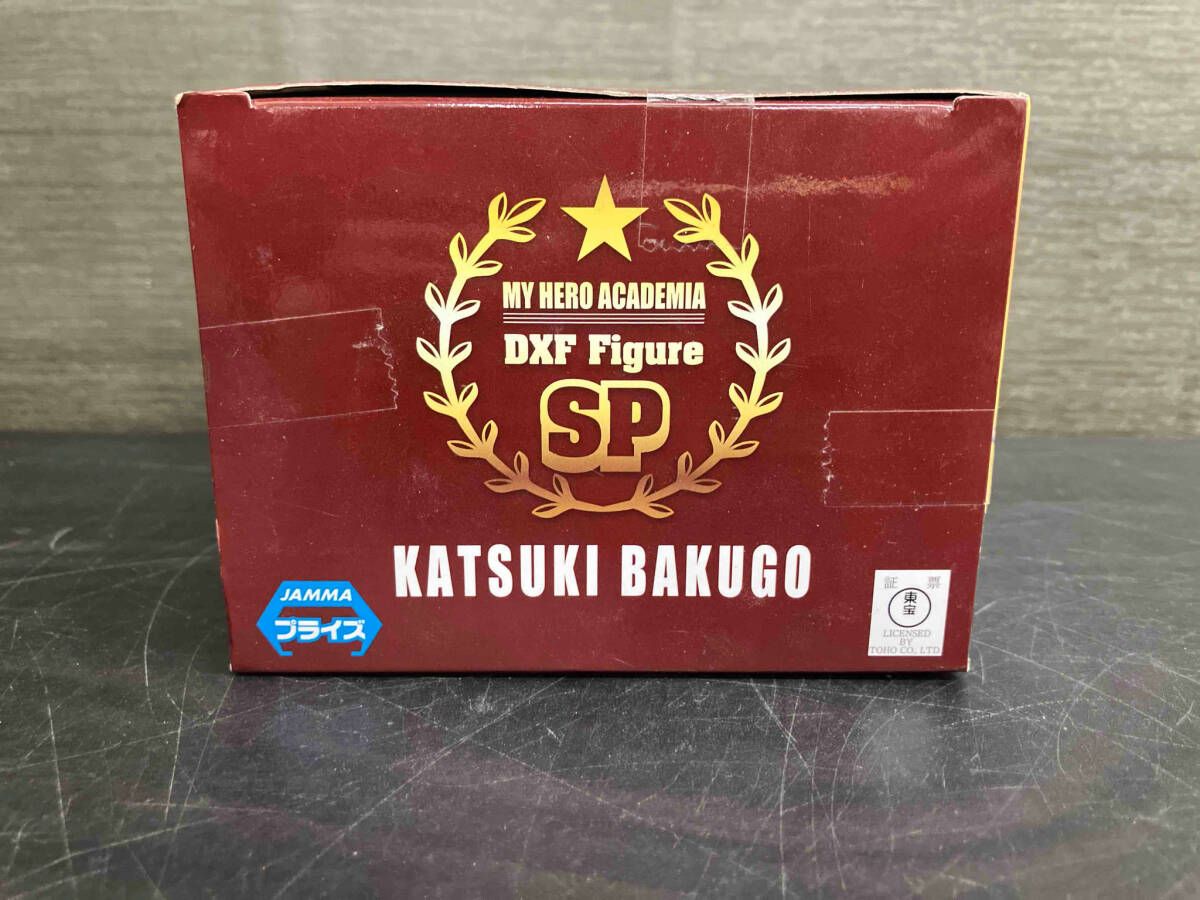 MY HERO ACADEMIA
DXF Figure
SP
KATSUKI BAKUGO
JAMMA
プライズ
証 票
東
宝
LICENSED
BY
TOHO CO., LTD.